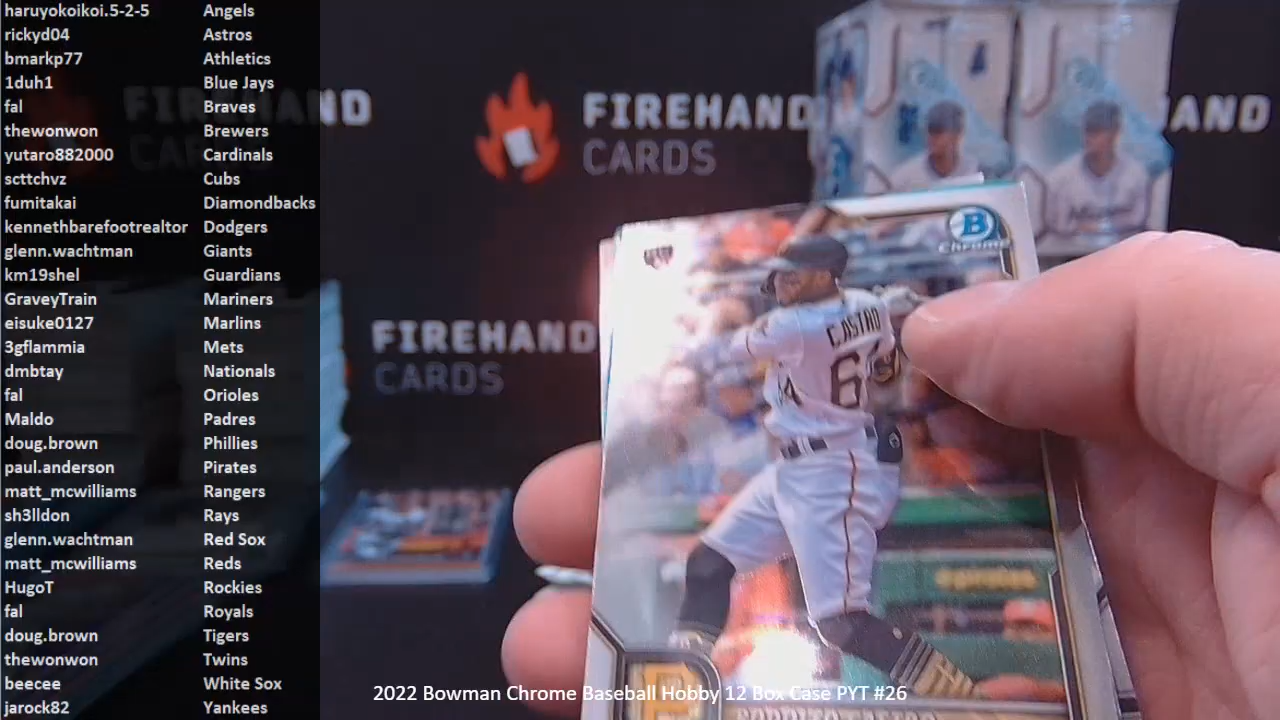 haruyokoikoi.5-2-5 Angels
rickyd04 Astros
bmarkp77 Athletics
1duh1 Blue Jays
fal Braves
thewonwon Brewers
yutaro882000 Cardinals
scttchvz Cubs
fumitakai Diamondbacks
kennethbarefootrealtor Dodgers
glenn.wachtman Giants
km19shel Guardians
GraveyTrain Mariners
eisuke0127 Marlins
3gflammia Mets
dmbtay Nationals
fal Orioles
Maldo Padres
doug.brown Phillies
paul.anderson Pirates
matt_mcwilliams Rangers
sh3lldon Rays
glenn.wachtman Red Sox
matt_mcwilliams Reds
HugoT Rockies
fal Royals
doug.brown Tigers
thewonwon Twins
beecee White Sox
jarock82 Yankees
FIREHAND
CARDS
FIREHAND
CARDS
FIREHAND
CARDS
B
Chrome
CASTRO
64
2022 Bowman Chrome Baseball Hobby 12 Box Case PYT #26